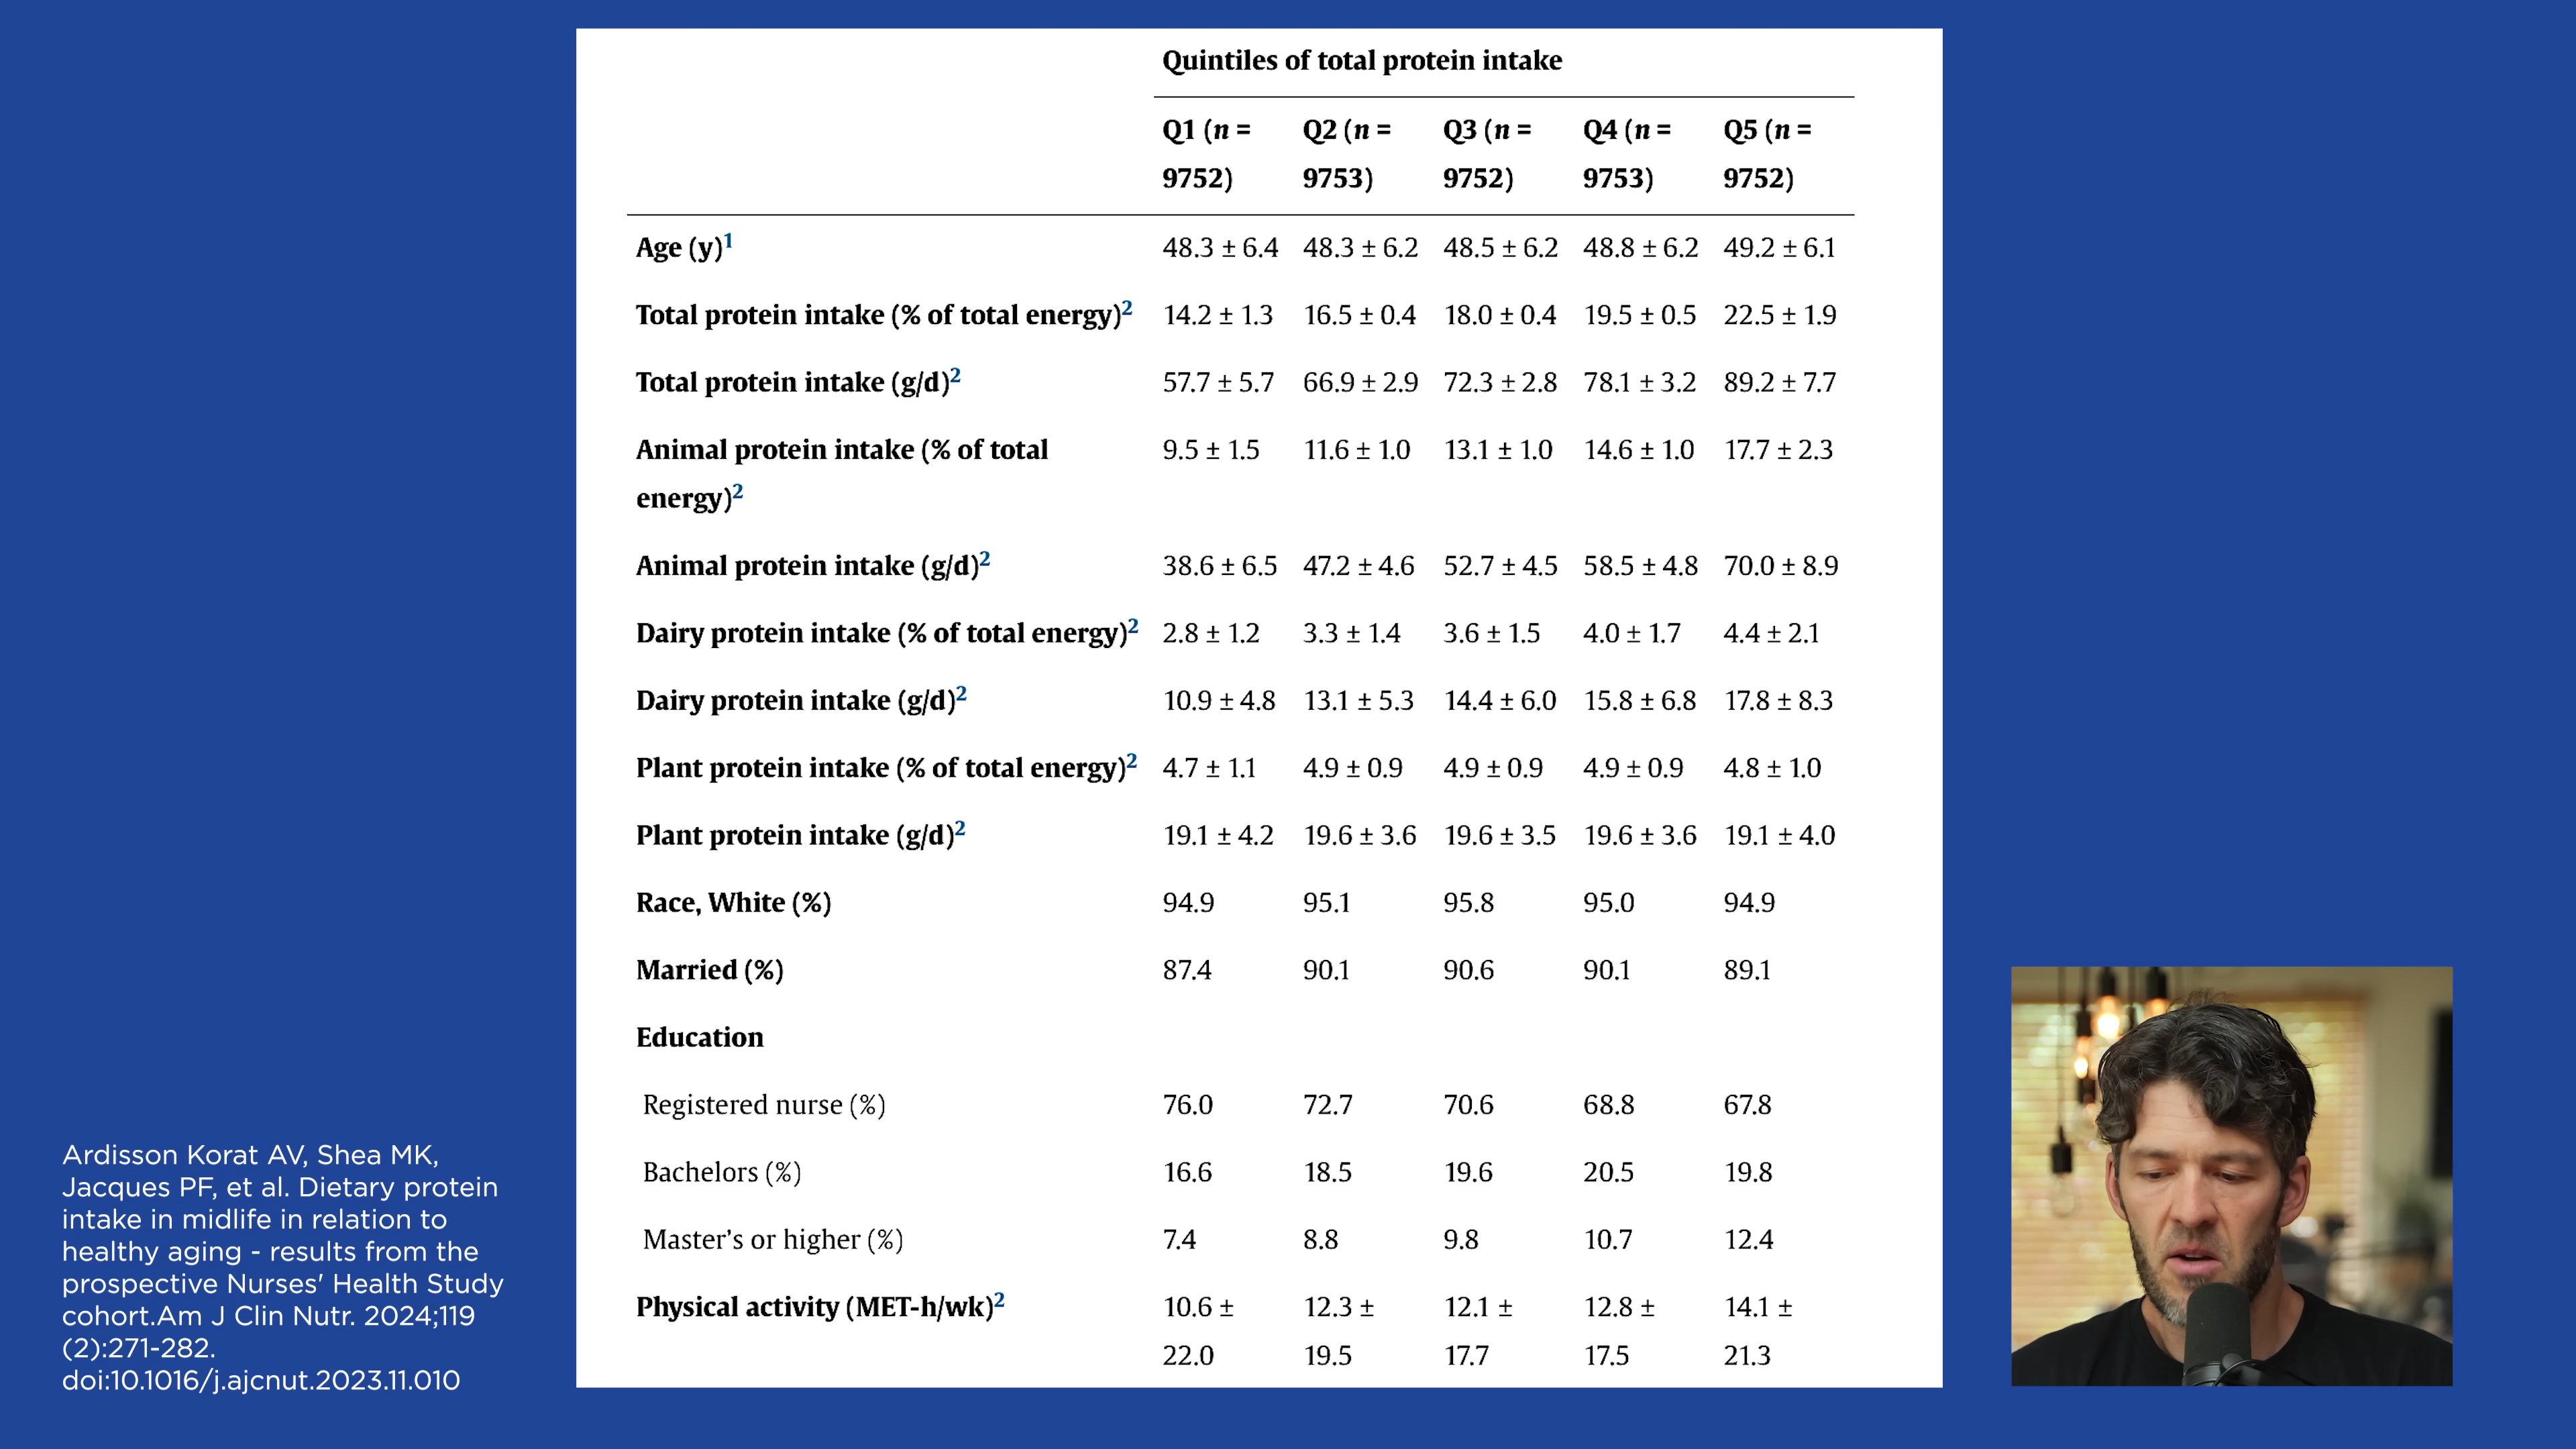 Quintiles of total protein intake
Q1 (n = Q2 (n = Q3 (n = Q4 (n = Q5 (n =
9752) 9753) 9752) 9753) 9752)
Age (y)1 48.3 ± 6.4 48.3 ± 6.2 48.5 ± 6.2 48.8 ± 6.2 49.2 ± 6.1
Total protein intake (% of total energy)2 14.2 ± 1.3 16.5 ± 0.4 18.0 ± 0.4 19.5 ± 0.5 22.5 ± 1.9
Total protein intake (g/d)2 57.7 ± 5.7 66.9 ± 2.9 72.3 ± 2.8 78.1 ± 3.2 89.2 ± 7.7
Animal protein intake (% of total 9.5 ± 1.5 11.6 ± 1.0 13.1 ± 1.0 14.6 ± 1.0 17.7 ± 2.3
energy)2
Animal protein intake (g/d)2 38.6 ± 6.5 47.2 ± 4.6 52.7 ± 4.5 58.5 ± 4.8 70.0 ± 8.9
Dairy protein intake (% of total energy)2 2.8 ± 1.2 3.3 ± 1.4 3.6 ± 1.5 4.0 ± 1.7 4.4 ± 2.1
Dairy protein intake (g/d)2 10.9 ± 4.8 13.1 ± 5.3 14.4 ± 6.0 15.8 ± 6.8 17.8 ± 8.3
Plant protein intake (% of total energy)2 4.7 ± 1.1 4.9 ± 0.9 4.9 ± 0.9 4.9 ± 0.9 4.8 ± 1.0
Plant protein intake (g/d)2 19.1 ± 4.2 19.6 ± 3.6 19.6 ± 3.5 19.6 ± 3.6 19.1 ± 4.0
Race, White (%) 94.9 95.1 95.8 95.0 94.9
Married (%) 87.4 90.1 90.6 90.1 89.1
Education
Registered nurse (%) 76.0 72.7 70.6 68.8 67.8
Bachelors (%) 16.6 18.5 19.6 20.5 19.8
Master's or higher (%) 7.4 8.8 9.8 10.7 12.4
Physical activity (MET-h/wk)2 10.6 ± 12.3 ± 12.1 ± 12.8 ± 14.1 ±
22.0 19.5 17.7 17.5 21.3
Ardisson Korat AV, Shea MK,
Jacques PF, et al. Dietary protein
intake in midlife in relation to
healthy aging - results from the
prospective Nurses' Health Study
cohort.Am J Clin Nutr. 2024;119
(2):271-282.
doi:10.1016/j.ajcnut.2023.11.010